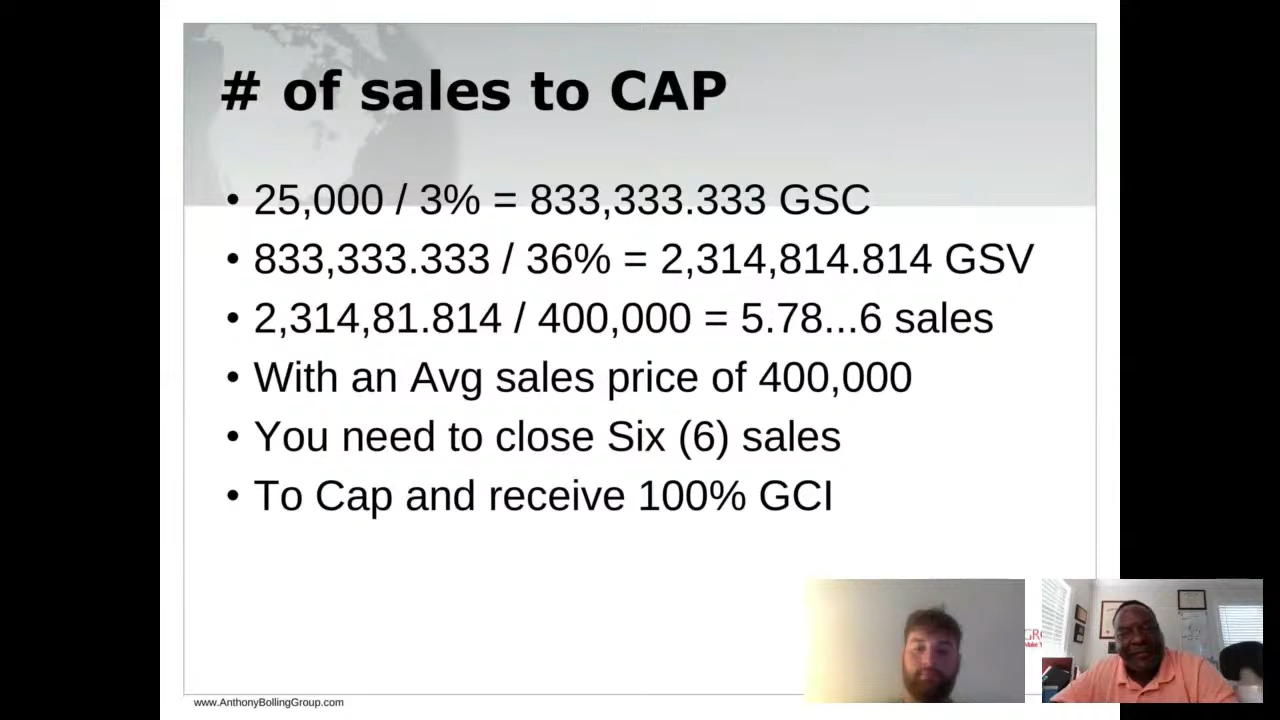 # of sales to CAP
• 25,000 / 3% = 833,333.333 GSC
• 833,333.333 / 36% = 2,314,814.814 GSV
• 2,314,81.814 / 400,000 = 5.78...6 sales
• With an Avg sales price of 400,000
• You need to close Six (6) sales
• To Cap and receive 100% GCI
www.AnthonyBollingGroup.com